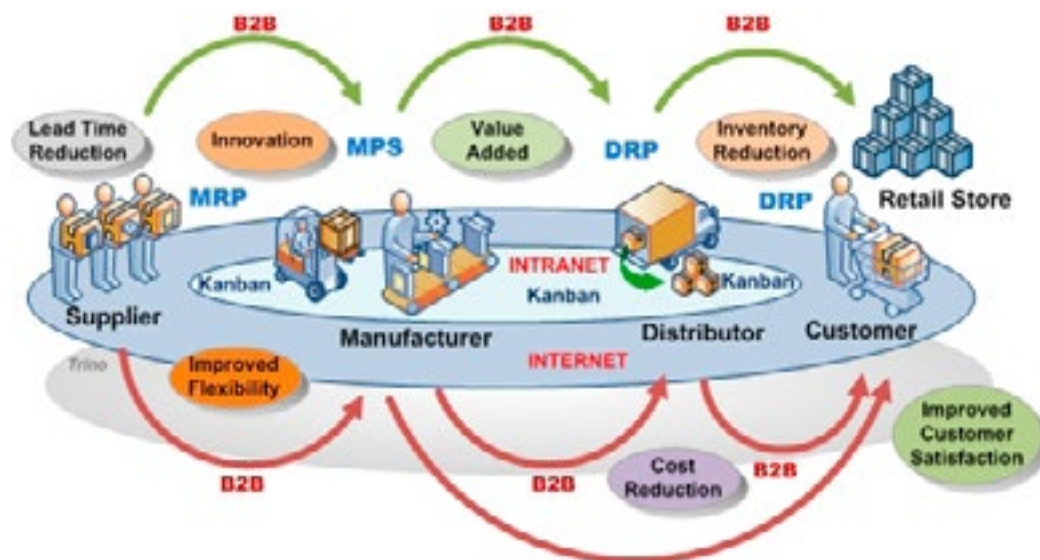 B2B
B2B
B2B
Lead Time
Reduction
Innovation
MPS
Value
Added
DRP
Inventory
Reduction
MRP
DRP
Retail Store
INTRANET
Kanban
Kanban
Kanban
Supplier
Manufacturer
Distributor
Customer
INTERNET
Trino
Improved
Flexibility
Improved
Customer
Satisfaction
B2B
B2B
Cost
Reduction
B2B